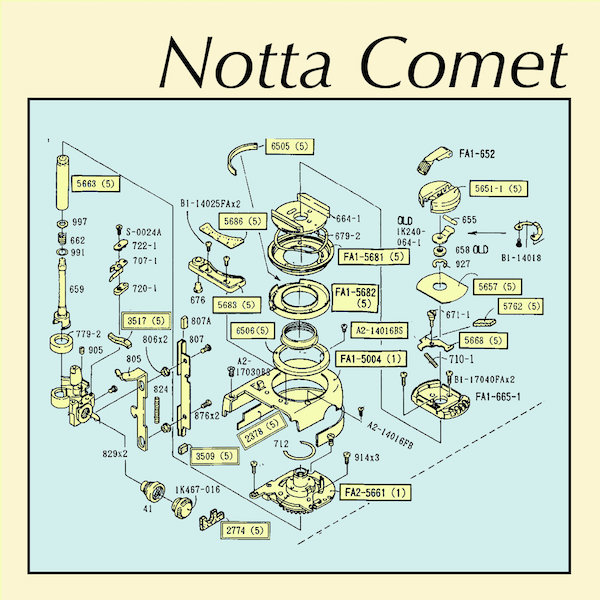 Notta Comet
6505 (5)
FA1-652
5663 (5)
B1-14025FAx2
5651-1 (5)
5686 (5)
664-1
OLD
1K240-
064-1
655
997
S-0024A
679-2
662
722-1
FA1-5681 (5)
658 OLD
B1-14018
991
707-1
927
659
720-1
676
5683 (5)
FA1-5682
(5)
5657 (5)
5762 (5)
3517 (5)
807A
671-1
779-2
806x2
807
6506(5)
A2-14016BS
5668 (5)
905
805
A2-
17030BS
FA1-5004 (1)
710-1
824
B1-17040FAx2
FA1-665-1
876x2
2378 (5)
A2-14016FB
829x2
3509 (5)
712
914x3
1K467-016
41
FA2-5661 (1)
2774 (5)